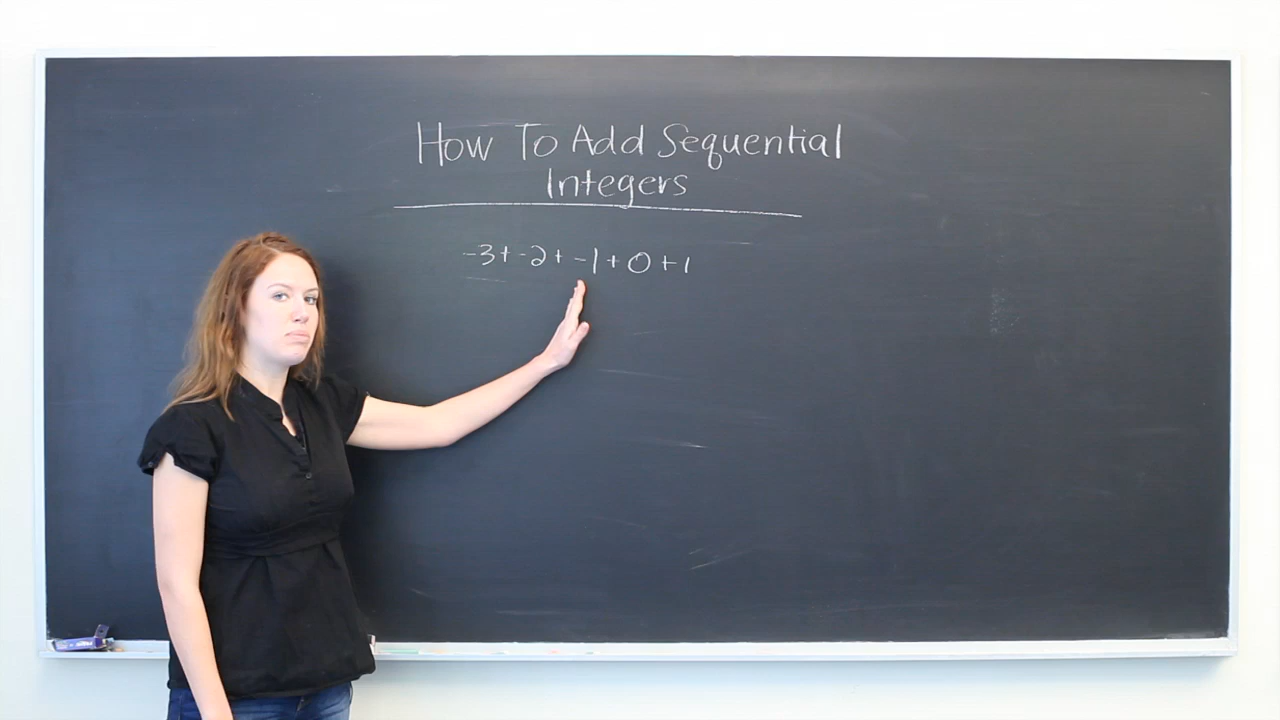 How To Add Sequential
Integers
-3+ -2 + -1 + 0 + 1